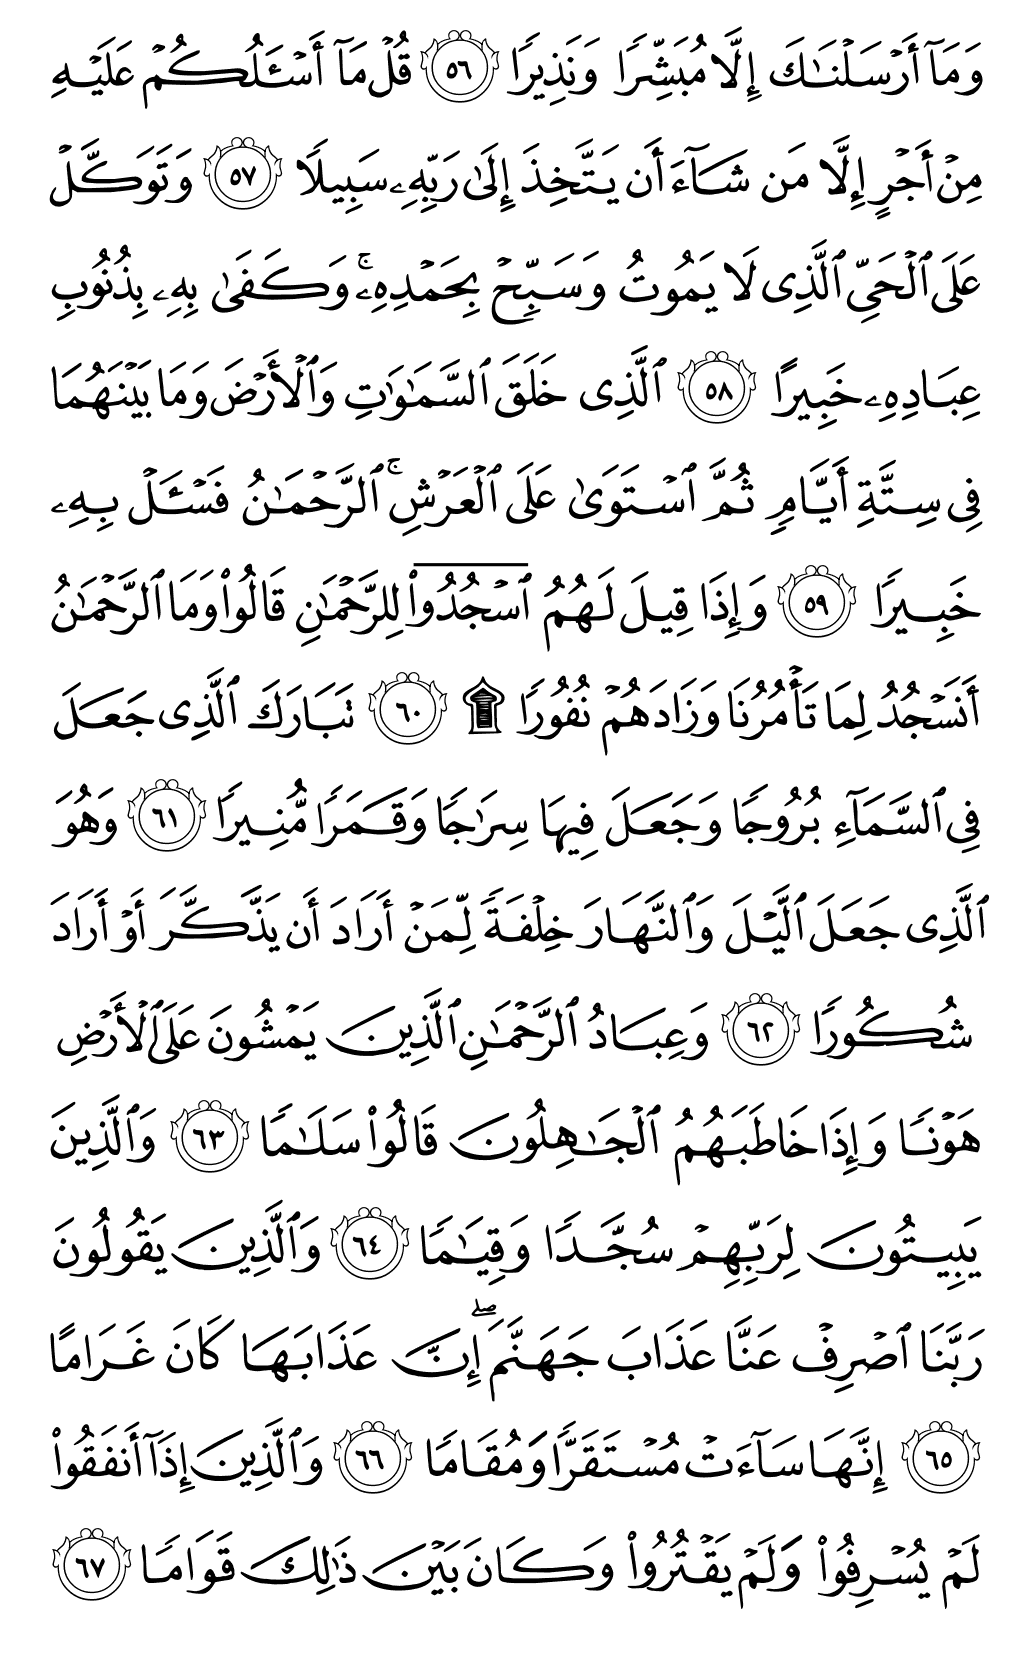 وَمَآ أَرْسَلْنَـٰكَ إِلَّا مُبَشِّرًا وَنَذِيرًا ٥٦ قُلْ مَآ أَسْـَٔلُكُمْ عَلَيْهِ
مِنْ أَجْرٍ إِلَّا مَن شَآءَ أَن يَتَّخِذَ إِلَىٰ رَبِّهِۦ سَبِيلًا ٥٧ وَتَوَكَّلْ
عَلَى ٱلْحَىِّ ٱلَّذِى لَا يَمُوتُ وَسَبِّحْ بِحَمْدِهِۦ ۚ وَكَفَىٰ بِهِۦ بِذُنُوبِ
عِبَادِهِۦ خَبِيرًا ٥٨ ٱلَّذِى خَلَقَ ٱلسَّمَـٰوَٰتِ وَٱلْأَرْضَ وَمَا بَيْنَهُمَا
فِى سِتَّةِ أَيَّامٍ ثُمَّ ٱسْتَوَىٰ عَلَى ٱلْعَرْشِ ۚ ٱلرَّحْمَـٰنُ فَسْـَٔلْ بِهِۦ
خَبِيرًا ٥٩ وَإِذَا قِيلَ لَهُمُ ٱسْجُدُوا۟ لِلرَّحْمَـٰنِ قَالُوا۟ وَمَا ٱلرَّحْمَـٰنُ
أَنَسْجُدُ لِمَا تَأْمُرُنَا وَزَادَهُمْ نُفُورًا ۩ ٦٠ تَبَارَكَ ٱلَّذِى جَعَلَ
فِى ٱلسَّمَآءِ بُرُوجًا وَجَعَلَ فِيهَا سِرَٰجًا وَقَمَرًا مُّنِيرًا ٦١ وَهُوَ
ٱلَّذِى جَعَلَ ٱلَّيْلَ وَٱلنَّهَارَ خِلْفَةً لِّمَنْ أَرَادَ أَن يَذَّكَّرَ أَوْ أَرَادَ
شُكُورًا ٦٢ وَعِبَادُ ٱلرَّحْمَـٰنِ ٱلَّذِينَ يَمْشُونَ عَلَى ٱلْأَرْضِ
هَوْنًا وَإِذَا خَاطَبَهُمُ ٱلْجَـٰهِلُونَ قَالُوا۟ سَلَـٰمًا ٦٣ وَٱلَّذِينَ
يَبِيتُونَ لِرَبِّهِمْ سُجَّدًا وَقِيَـٰمًا ٦٤ وَٱلَّذِينَ يَقُولُونَ
رَبَّنَا ٱصْرِفْ عَنَّا عَذَابَ جَهَنَّمَ ۖ إِنَّ عَذَابَهَا كَانَ غَرَامًا
٦٥ إِنَّهَا سَآءَتْ مُسْتَقَرًّا وَمُقَامًا ٦٦ وَٱلَّذِينَ إِذَآ أَنفَقُوا۟
لَمْ يُسْرِفُوا۟ وَلَمْ يَقْتُرُوا۟ وَكَانَ بَيْنَ ذَٰلِكَ قَوَامًا ٦٧